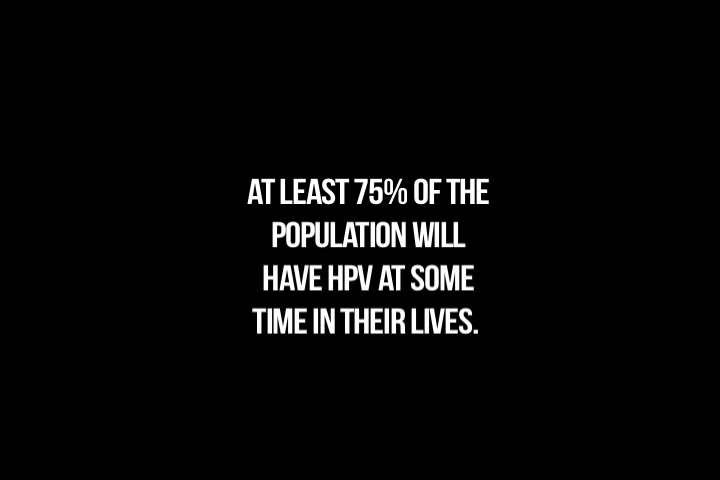 AT LEAST 75% OF THE
POPULATION WILL
HAVE HPV AT SOME
TIME IN THEIR LIVES.